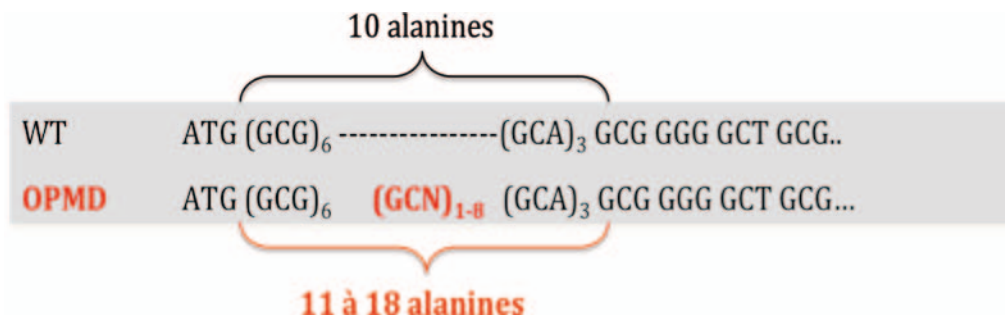 10 alanines
WT ATG (GCG)₆ ---------------(GCA)₃ GCG GGG GCT GCG..
OPMD ATG (GCG)₆ (GCN)₁₋₈ (GCA)₃ GCG GGG GCT GCG...
11 à 18 alanines